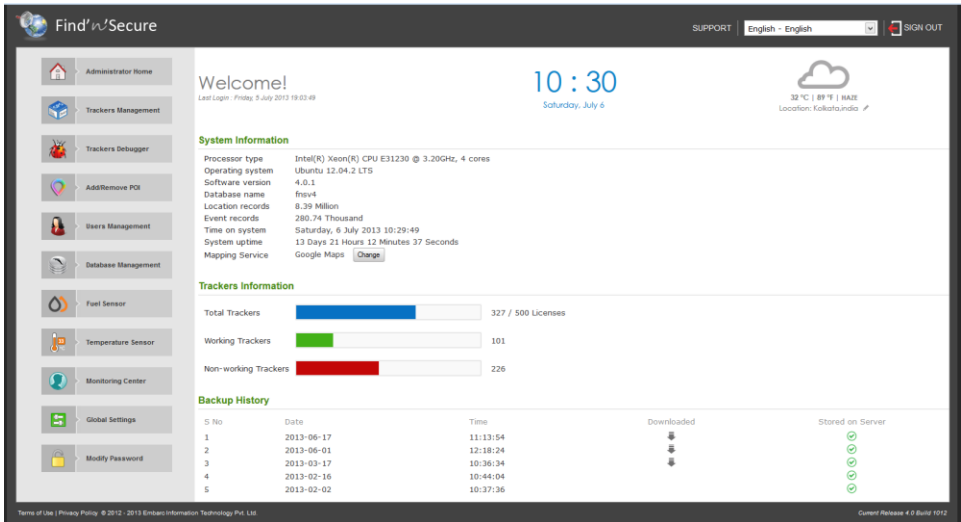 Find'n'Secure
SUPPORT English - English SIGN OUT
Administrator Home
Trackers Management
Trackers Debugger
Add/Remove POI
Users Management
Database Management
Fuel Sensor
Temperature Sensor
Monitoring Center
Global Settings
Modify Password
Welcome!
Last Login : Friday, 5 July 2013 19:03:49
10 : 30
Saturday, July 6
32 °C | 89 °F | HAZE
Location: Kolkata,india
System Information
Processor type Intel(R) Xeon(R) CPU E31230 @ 3.20GHz, 4 cores
Operating system Ubuntu 12.04.2 LTS
Software version 4.0.1
Database name fnsv4
Location records 8.39 Million
Event records 280.74 Thousand
Time on system Saturday, 6 July 2013 10:29:49
System uptime 13 Days 21 Hours 12 Minutes 37 Seconds
Mapping Service Google Maps Change
Trackers Information
Total Trackers 327 / 500 Licenses
Working Trackers 101
Non-working Trackers 226
Backup History
S No Date Time Downloaded Stored on Server
1 2013-06-17 11:13:54
2 2013-06-01 12:18:24
3 2013-03-17 10:36:34
4 2013-02-16 10:44:04
5 2013-02-02 10:37:36
Terms of Use | Privacy Policy © 2012 - 2013 Embarc Information Technology Pvt. Ltd. Current Release 4.0 Build 1012